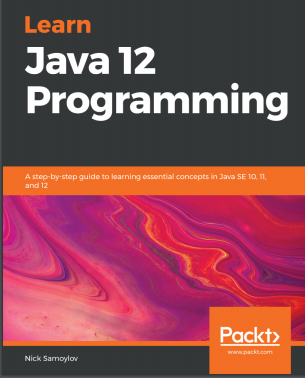 Learn
Java 12
Programming
A step-by-step guide to learning essential concepts in Java SE 10, 11,
and 12
Packt>
www.packt.com
Nick Samoylov